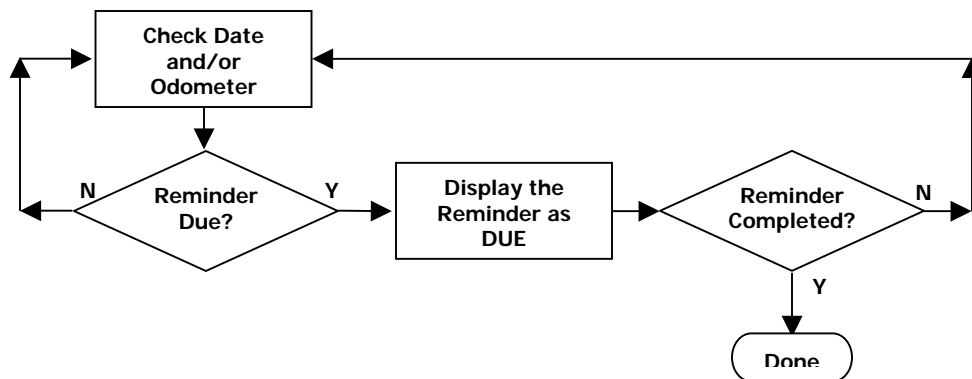 Check Date
and/or
Odometer
N
Reminder
Due?
Y
Display the
Reminder as
DUE
Reminder
Completed?
N
Y
Done